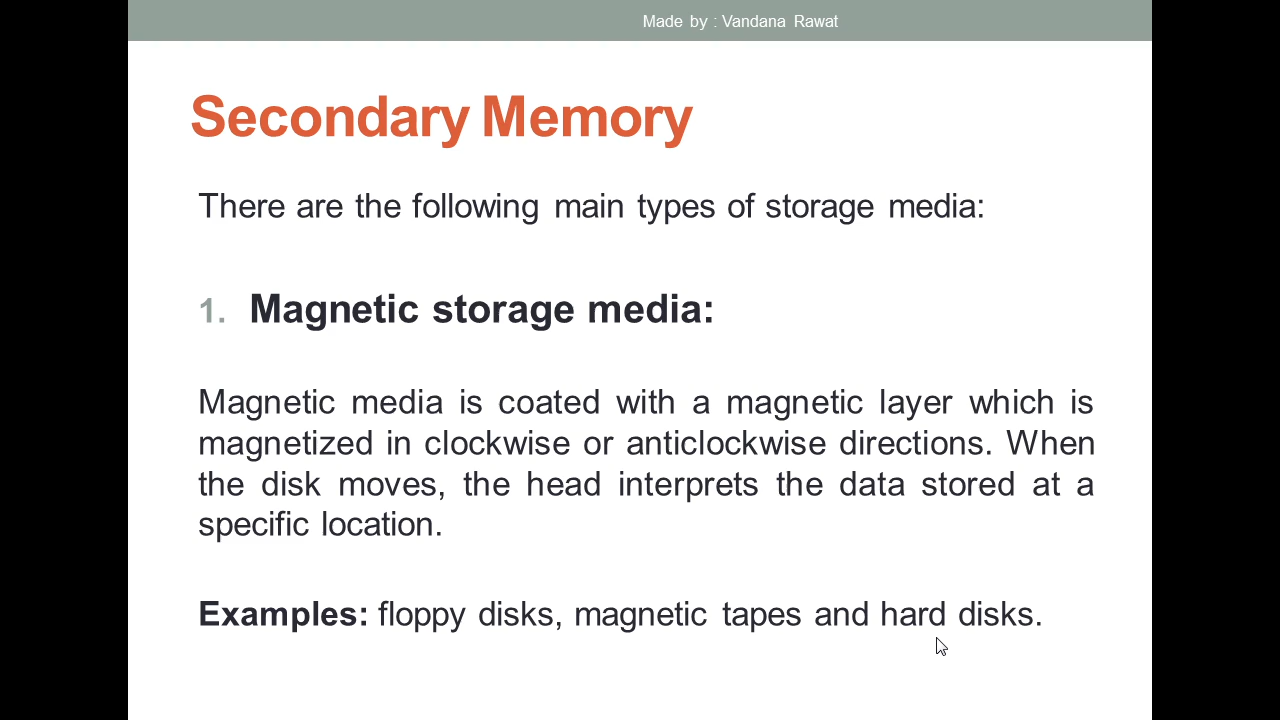 Made by : Vandana Rawat
Secondary Memory
There are the following main types of storage media:
1. Magnetic storage media:
Magnetic media is coated with a magnetic layer which is
magnetized in clockwise or anticlockwise directions. When
the disk moves, the head interprets the data stored at a
specific location.
Examples: floppy disks, magnetic tapes and hard disks.